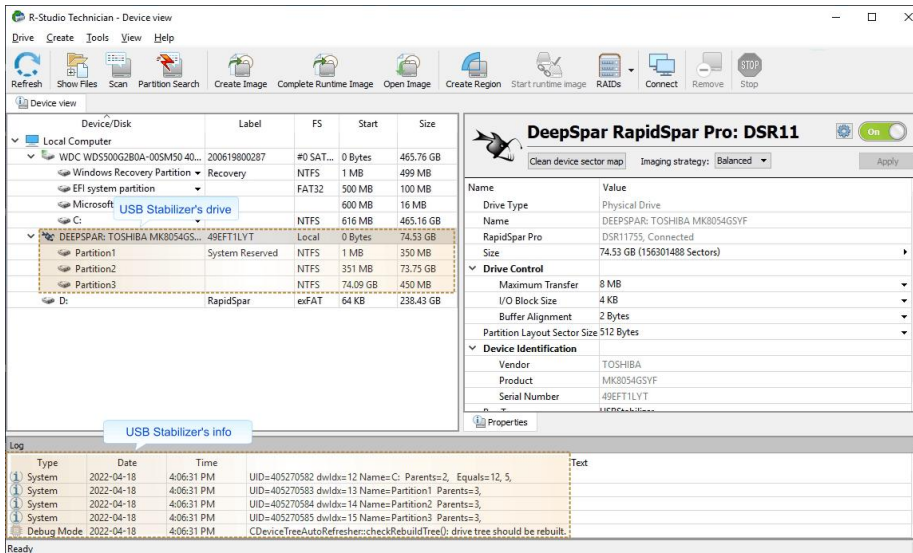 R-Studio Technician - Device view
Drive Create Tools View Help
Refresh Show Files Scan Partition Search Create Image Complete Runtime Image Open Image Create Region Start runtime image RAIDs Connect Remove Stop
STOP
Device view
Device/Disk Label FS Start Size
Local Computer
WDC WDS500G2B0A-00SM50 40... 200619800287 #0 SAT... 0 Bytes 465.76 GB
Windows Recovery Partition Recovery NTFS 1 MB 499 MB
EFI system partition FAT32 500 MB 100 MB
Microsoft 600 MB 16 MB
USB Stabilizer's drive
C: NTFS 616 MB 465.16 GB
DEEPSPAR: TOSHIBA MK8054GS... 49EFT1LYT Local 0 Bytes 74.53 GB
Partition1 System Reserved NTFS 1 MB 350 MB
Partition2 NTFS 351 MB 73.75 GB
Partition3 NTFS 74.09 GB 450 MB
D: RapidSpar exFAT 64 KB 238.43 GB
DeepSpar RapidSpar Pro: DSR11
On
Clean device sector map Imaging strategy: Balanced Apply
Name Value
Drive Type Physical Drive
Name DEEPSPAR: TOSHIBA MK8054GSYF
RapidSpar Pro DSR11755, Connected
Size 74.53 GB (156301488 Sectors)
Drive Control
Maximum Transfer 8 MB
I/O Block Size 4 KB
Buffer Alignment 2 Bytes
Partition Layout Sector Size 512 Bytes
Device Identification
Vendor TOSHIBA
Product MK8054GSYF
Serial Number 49EFT1LYT
Properties
USB Stabilizer's info
Log
Type Date Time Text
System 2022-04-18 4:06:31 PM UID=405270582 dwIdx=12 Name=C: Parents=2, Equals=12, 5,
System 2022-04-18 4:06:31 PM UID=405270583 dwIdx=13 Name=Partition1 Parents=3,
System 2022-04-18 4:06:31 PM UID=405270584 dwIdx=14 Name=Partition2 Parents=3,
System 2022-04-18 4:06:31 PM UID=405270585 dwIdx=15 Name=Partition3 Parents=3,
Debug Mode 2022-04-18 4:06:31 PM CDeviceTreeAutoRefresher::checkRebuildTree(): drive tree should be rebuilt.
Ready